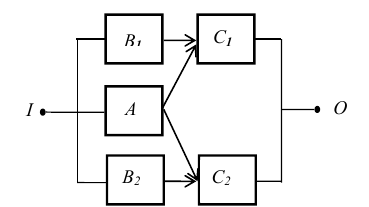 B₁ C₁
I A O
B₂ C₂